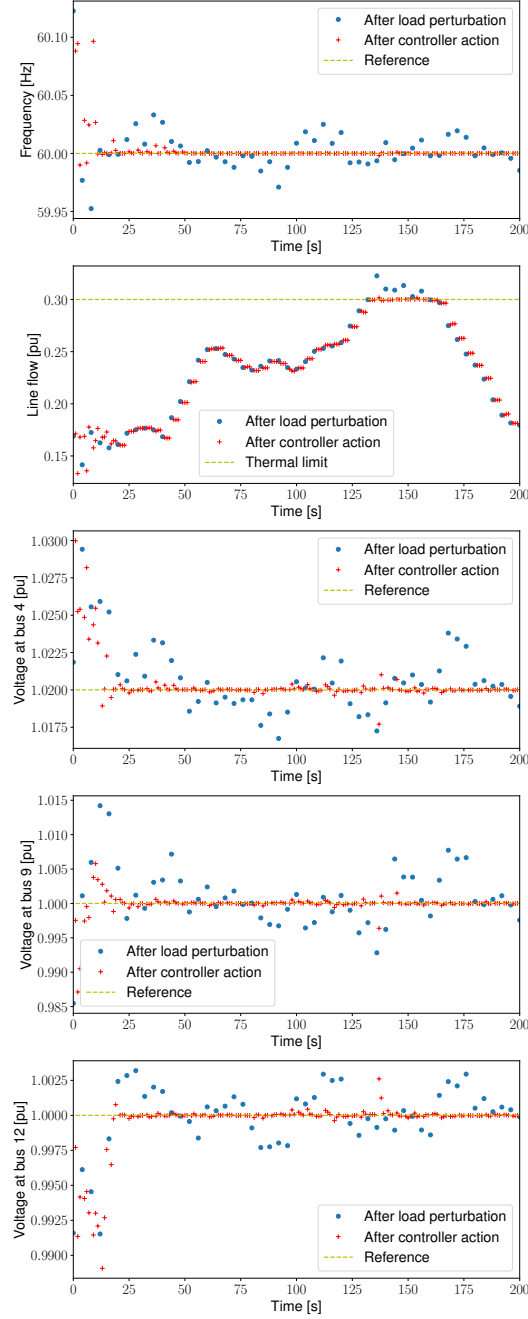 60.10
60.05
60.00
59.95
Frequency [Hz]
After load perturbation
After controller action
Reference
0 25 50 75 100 125 150 175 200
Time [s]
0.30
0.25
0.20
0.15
Line flow [pu]
After load perturbation
After controller action
Thermal limit
0 25 50 75 100 125 150 175 200
Time [s]
1.0300
1.0275
1.0250
1.0225
1.0200
1.0175
Voltage at bus 4 [pu]
After load perturbation
After controller action
Reference
0 25 50 75 100 125 150 175 200
Time [s]
1.015
1.010
1.005
1.000
0.995
0.990
0.985
Voltage at bus 9 [pu]
After load perturbation
After controller action
Reference
0 25 50 75 100 125 150 175 200
Time [s]
1.0025
1.0000
0.9975
0.9950
0.9925
0.9900
Voltage at bus 12 [pu]
After load perturbation
After controller action
Reference
0 25 50 75 100 125 150 175 200
Time [s]